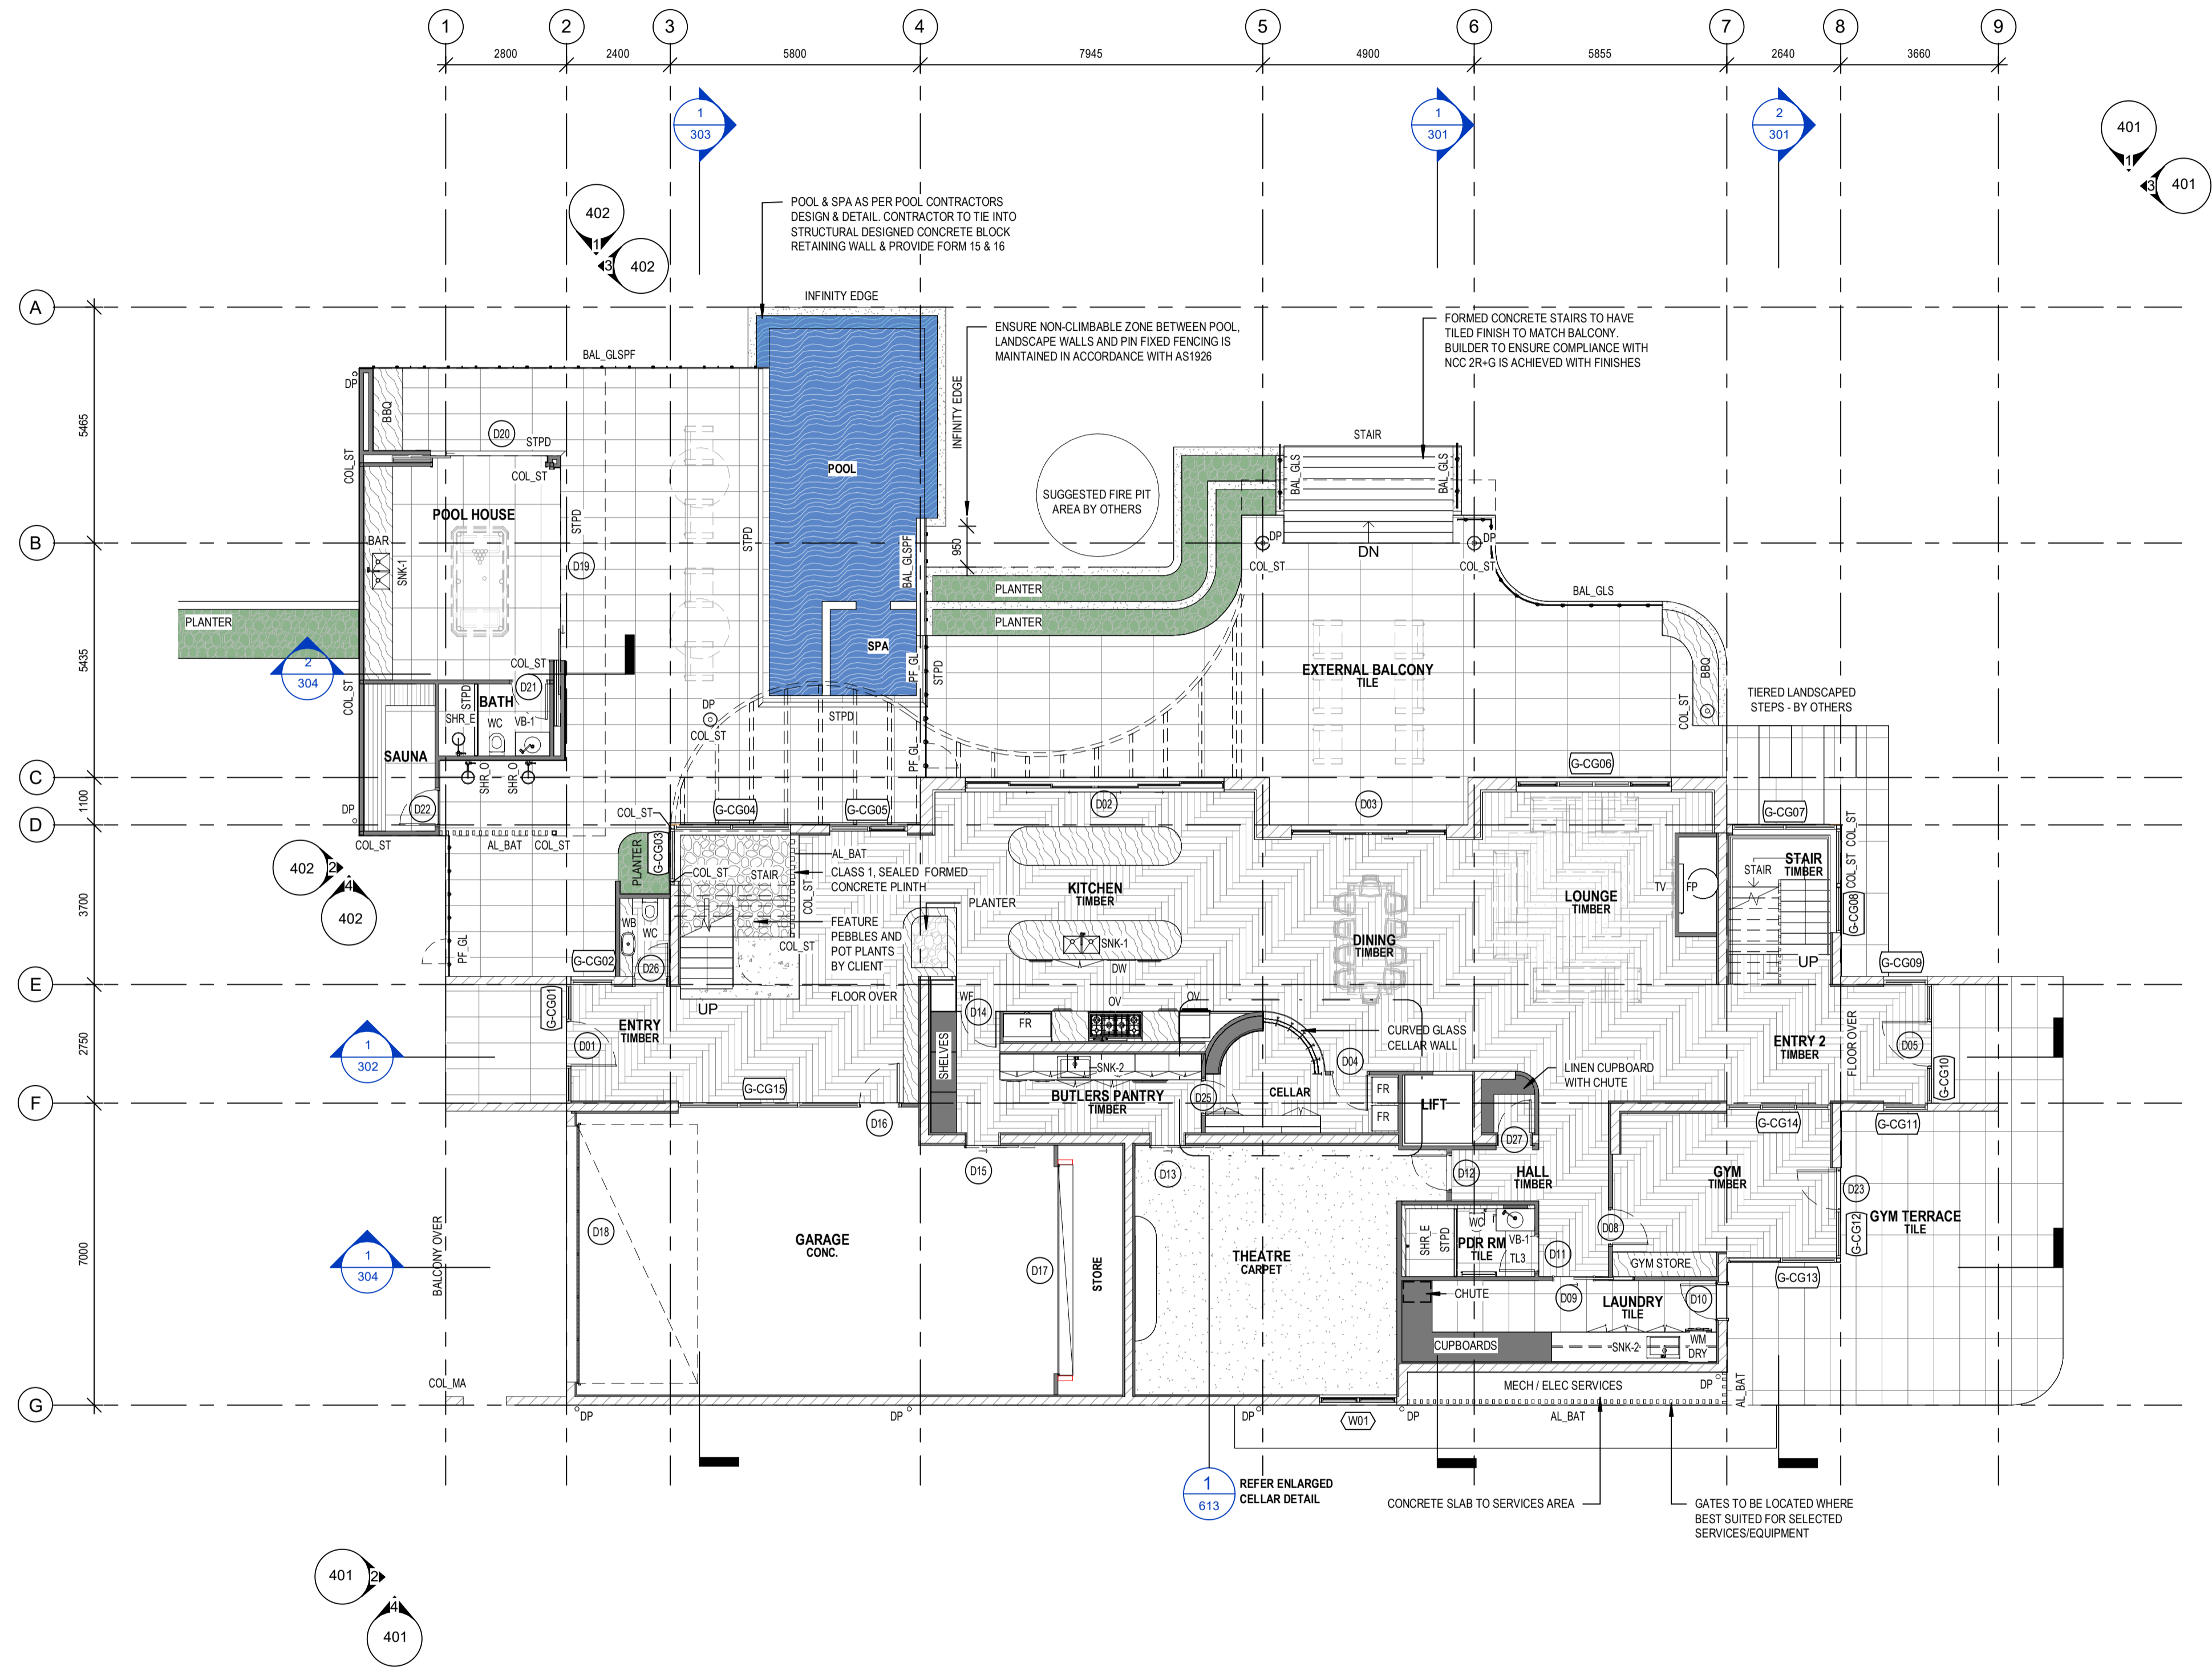 1
2
3
4
5
6
7
8
9
2800
2400
5800
7945
4900
5855
2640
3660
1
303
1
301
2
301
401
1
3
401
402
1
3
402
POOL & SPA AS PER POOL CONTRACTORS
DESIGN & DETAIL. CONTRACTOR TO TIE INTO
STRUCTURAL DESIGNED CONCRETE BLOCK
RETAINING WALL & PROVIDE FORM 15 & 16
A
INFINITY EDGE
ENSURE NON-CLIMBABLE ZONE BETWEEN POOL,
LANDSCAPE WALLS AND PIN FIXED FENCING IS
MAINTAINED IN ACCORDANCE WITH AS1926
FORMED CONCRETE STAIRS TO HAVE
TILED FINISH TO MATCH BALCONY.
BUILDER TO ENSURE COMPLIANCE WITH
NCC 2R+G IS ACHIEVED WITH FINISHES
BAL_GLSPF
DP
BBQ
5465
INFINITY EDGE
D20
STPD
STAIR
COL_ST
COL_ST
POOL
BAL_GLS
BAL_GLS
SUGGESTED FIRE PIT
AREA BY OTHERS
POOL HOUSE
STPD
STPD
B
BAR
SNK-1
D19
BAL_GLSPF
950
DP
DP
DN
COL_ST
COL_ST
PLANTER
BAL_GLS
PLANTER
PLANTER
SPA
5435
2
304
COL_ST
PF_GL
STPD
EXTERNAL BALCONY
TILE
BBQ
COL_ST
D21
STPD
BATH
COL_ST
TIERED LANDSCAPED
STEPS - BY OTHERS
SHR_E
WC
VB-1
DP
COL_ST
STPD
COL_ST
SAUNA
SHR_O
SHR_O
PF_GL
G-CG06
C
1100
DP
D22
G-CG04
G-CG05
D02
D03
G-CG07
COL_ST
D
COL_ST
AL_BAT
COL_ST
PLANTER
G-CG03
AL_BAT
COL_ST
STAIR
CLASS 1, SEALED FORMED
CONCRETE PLINTH
STAIR
STAIR
TIMBER
COL_ST
402
2
4
402
3700
KITCHEN
TIMBER
PLANTER
LOUNGE
TIMBER
TV
FP
COL_ST
G-CG08
WB
WC
FEATURE
PEBBLES AND
POT PLANTS
BY CLIENT
COL_ST
SNK-1
DINING
TIMBER
PF_GL
G-CG02
D26
DW
UP
G-CG09
E
G-CG01
UP
FLOOR OVER
WF
D14
OV
OV
ENTRY
TIMBER
FR
CURVED GLASS
CELLAR WALL
2750
1
302
D01
SHELVES
D04
ENTRY 2
TIMBER
FLOOR OVER
D05
SNK-2
LINEN CUPBOARD
WITH CHUTE
G-CG10
G-CG15
BUTLERS PANTRY
TIMBER
D25
CELLAR
FR
FR
LIFT
F
D16
G-CG14
G-CG11
D27
D15
D13
D12
HALL
TIMBER
GYM
TIMBER
D23
BALCONY OVER
D18
GARAGE
CONC.
SHR_E
STPD
WC
PDR RM
TILE
VB-1
TL3
D08
G-CG12
GYM TERRACE
TILE
7000
1
304
D17
STORE
THEATRE
CARPET
D11
GYM STORE
G-CG13
CHUTE
D09
LAUNDRY
TILE
D10
CUPBOARDS
SNK-2
WM
DRY
COL_MA
MECH / ELEC SERVICES
DP
AL_BAT
G
DP
DP
DP
W01
DP
AL_BAT
1
613
REFER ENLARGED
CELLAR DETAIL
CONCRETE SLAB TO SERVICES AREA
GATES TO BE LOCATED WHERE
BEST SUITED FOR SELECTED
SERVICES/EQUIPMENT
401
2
4
401